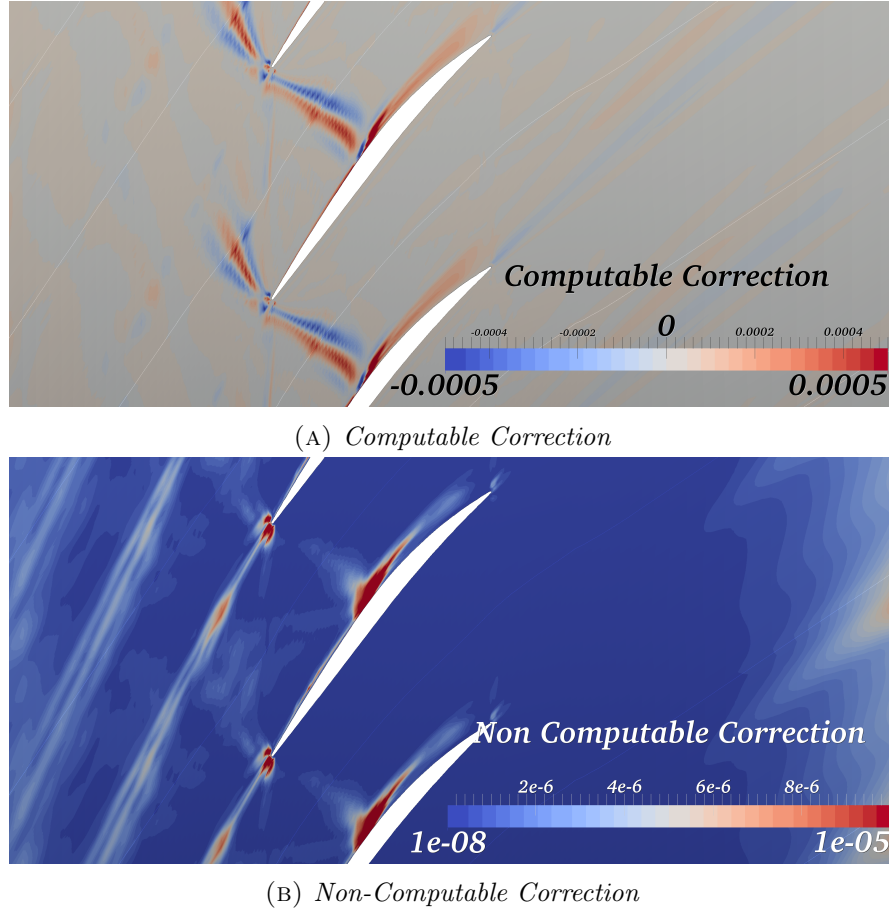 Computable Correction
-0.0004 -0.0002 0 0.0002 0.0004
-0.0005 0.0005
(A) Computable Correction
Non Computable Correction
2e-6 4e-6 6e-6 8e-6
1e-08 1e-05
(B) Non-Computable Correction